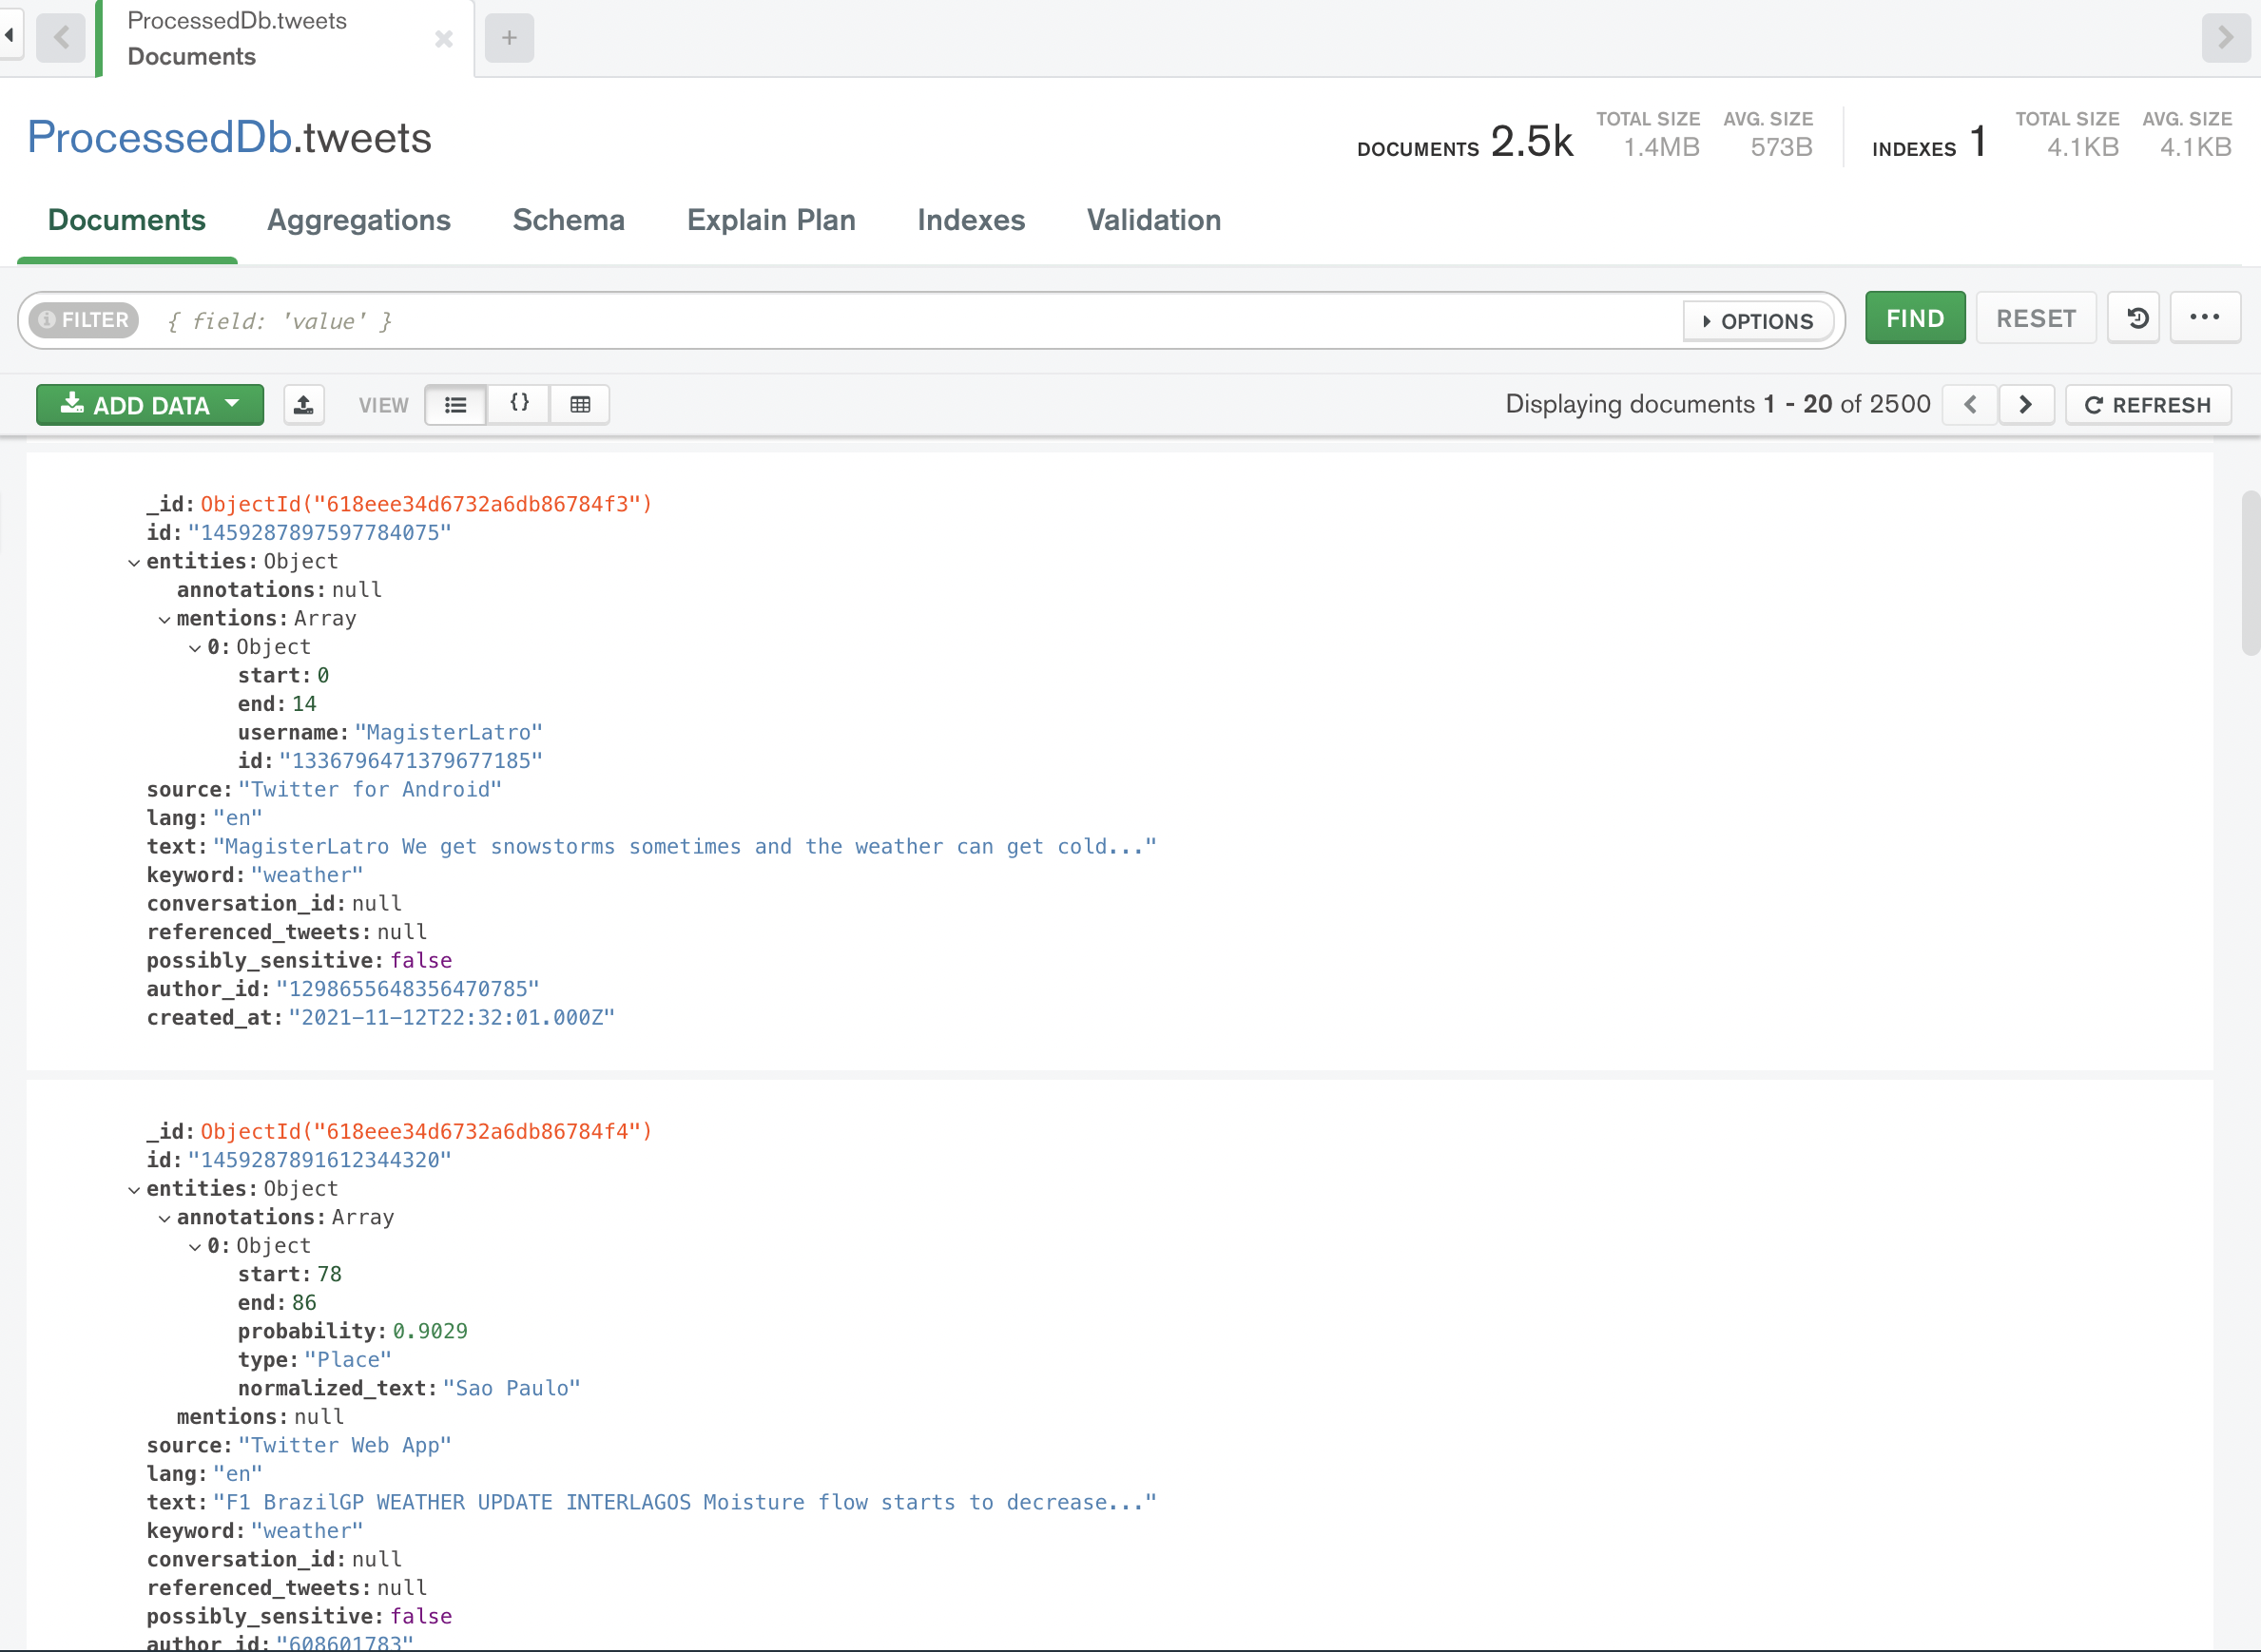 ProcessedDb.tweets
Documents
ProcessedDb.tweets
DOCUMENTS 2.5k TOTAL SIZE 1.4MB AVG. SIZE 573B INDEXES 1 TOTAL SIZE 4.1KB AVG. SIZE 4.1KB
Documents Aggregations Schema Explain Plan Indexes Validation
FILTER { field: 'value' } OPTIONS FIND RESET ...
ADD DATA VIEW {} Displaying documents 1 - 20 of 2500 REFRESH
_id: ObjectId("618eee34d6732a6db86784f3")
id: "1459287897597784075"
entities: Object
annotations: null
mentions: Array
0: Object
start: 0
end: 14
username: "MagisterLatro"
id: "1336796471379677185"
source: "Twitter for Android"
lang: "en"
text: "MagisterLatro We get snowstorms sometimes and the weather can get cold..."
keyword: "weather"
conversation_id: null
referenced_tweets: null
possibly_sensitive: false
author_id: "1298655648356470785"
created_at: "2021-11-12T22:32:01.000Z"
_id: ObjectId("618eee34d6732a6db86784f4")
id: "1459287891612344320"
entities: Object
annotations: Array
0: Object
start: 78
end: 86
probability: 0.9029
type: "Place"
normalized_text: "Sao Paulo"
mentions: null
source: "Twitter Web App"
lang: "en"
text: "F1 BrazilGP WEATHER UPDATE INTERLAGOS Moisture flow starts to decrease..."
keyword: "weather"
conversation_id: null
referenced_tweets: null
possibly_sensitive: false
author_id: "608601783"